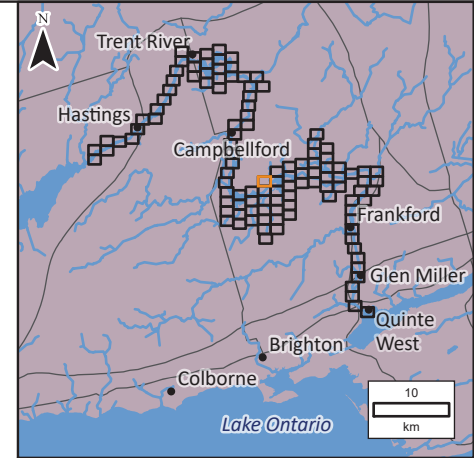 N
Trent River
Hastings
Campbellford
Frankford
Glen Miller
Quinte
West
Brighton
Colborne
10
km
Lake Ontario